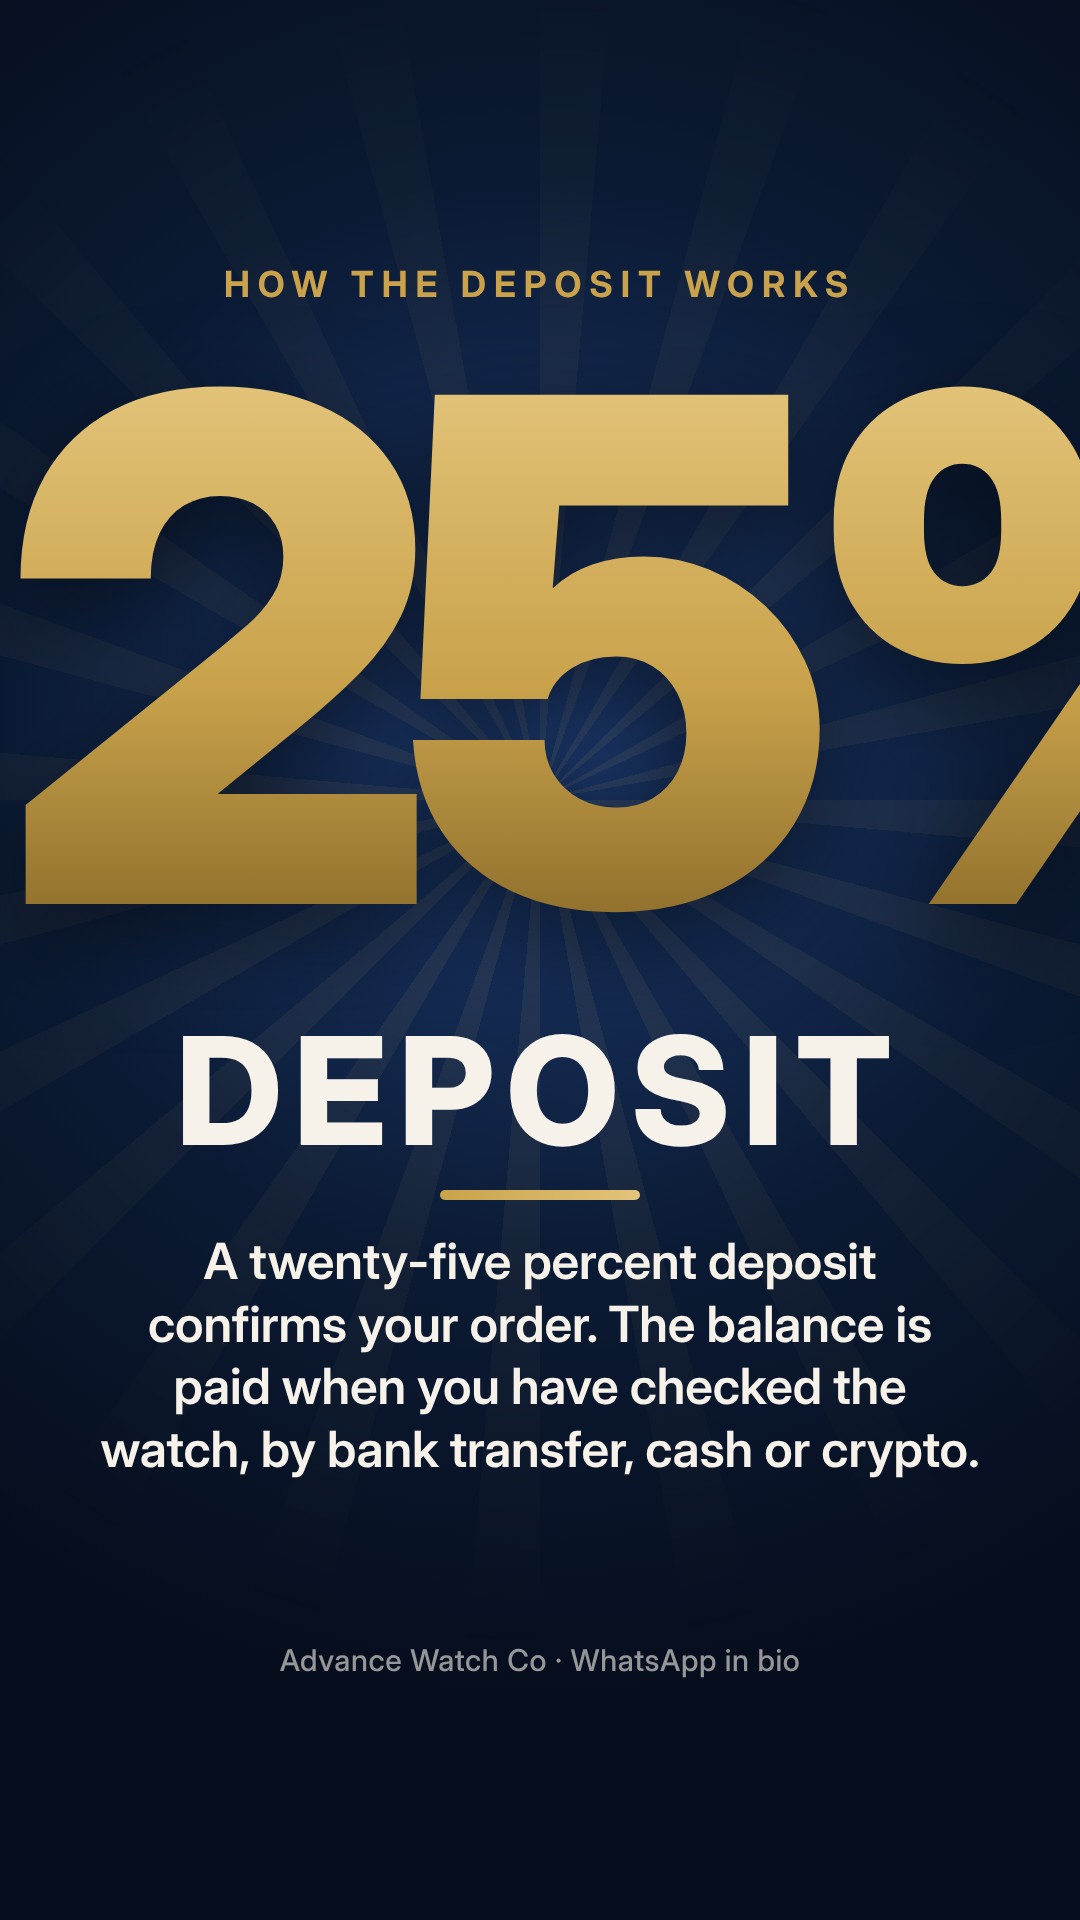 HOW THE DEPOSIT WORKS
25%
DEPOSIT
A twenty-five percent deposit
confirms your order. The balance is
paid when you have checked the
watch, by bank transfer, cash or crypto.
Advance Watch Co · WhatsApp in bio